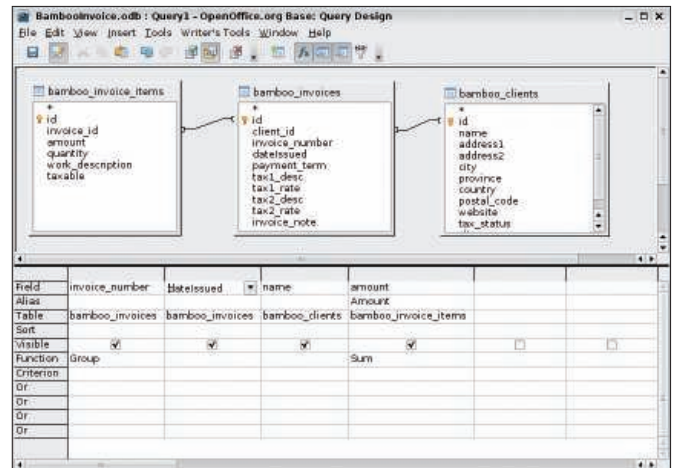 BambooInvoice.odb : Query1 - OpenOffice.org Base: Query Design
File Edit View Insert Tools Writer's Tools Window Help
bamboo_invoice_items
*
id
invoice_id
amount
quantity
work_description
taxable
bamboo_invoices
*
id
client_id
invoice_number
dateIssued
payment_term
tax1_desc
tax1_rate
tax2_desc
tax2_rate
invoice_note
bamboo_clients
*
id
name
address1
address2
city
province
country
postal_code
website
tax_status
Field invoice_number dateIssued name amount
Alias Amount
Table bamboo_invoices bamboo_invoices bamboo_clients bamboo_invoice_items
Sort
Visible
Function Group Sum
Criterion
Or
Or
Or
Or